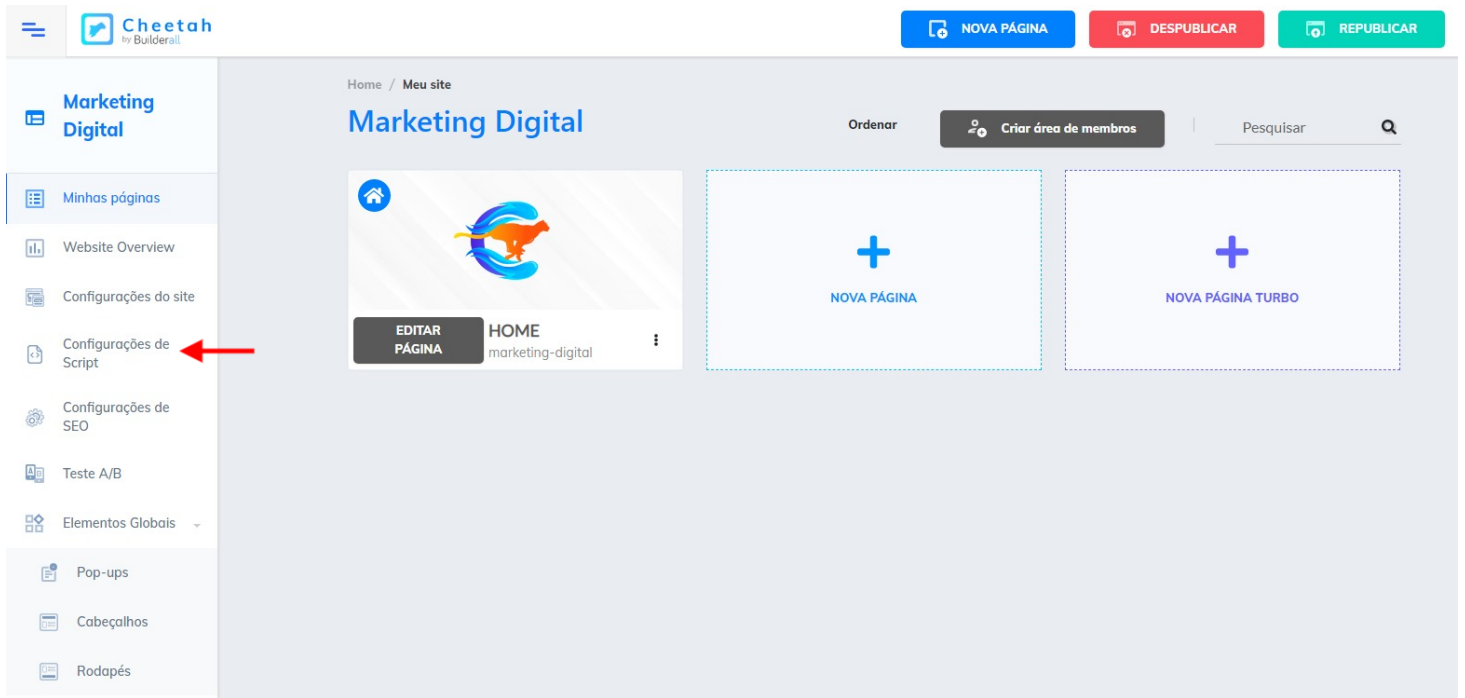 Cheetah
by Builderall
NOVA PÁGINA
DESPUBLICAR
REPUBLICAR
Marketing
Digital
Minhas páginas
Website Overview
Configurações do site
Configurações de
Script
Configurações de
SEO
Teste A/B
Elementos Globais
Pop-ups
Cabeçalhos
Rodapés
Home / Meu site
Marketing Digital
Ordenar
Criar área de membros
Pesquisar
EDITAR
PÁGINA
HOME
marketing-digital
NOVA PÁGINA
NOVA PÁGINA TURBO